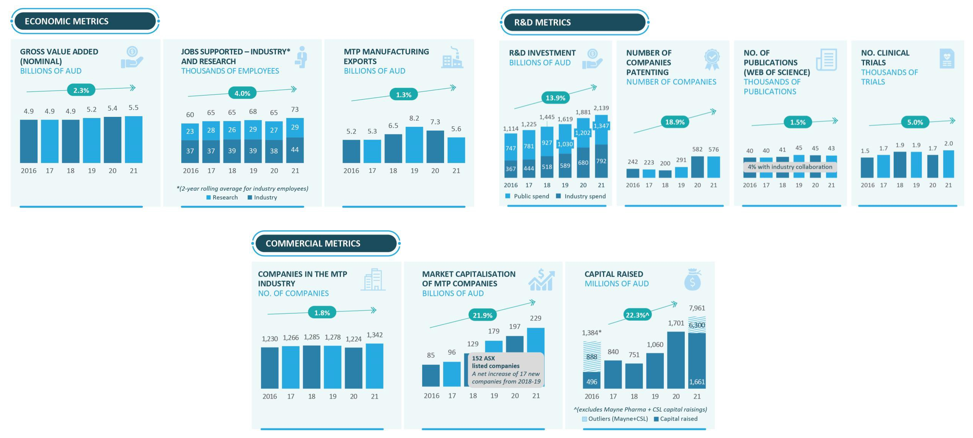 ECONOMIC METRICS
GROSS VALUE ADDED
(NOMINAL)
BILLIONS OF AUD
2.3%
4.9 4.9 4.9 5.2 5.4 5.5
2016 17 18 19 20 21
JOBS SUPPORTED – INDUSTRY*
AND RESEARCH
THOUSANDS OF EMPLOYEES
4.0%
60 65 65 68 65 73
23 28 26 29 27 29
37 37 39 39 38 44
2016 17 18 19 20 21
*(2-year rolling average for industry employees)
Research Industry
MTP MANUFACTURING
EXPORTS
BILLIONS OF AUD
1.3%
5.2 5.3 6.5 8.2 7.3 5.6
2016 17 18 19 20 21
R&D METRICS
R&D INVESTMENT
BILLIONS OF AUD
13.9%
1,114 1,225 1,445 1,619 1,881 2,139
747 781 927 1,030 1,202 1,347
367 444 518 589 680 792
2016 17 18 19 20 21
Public spend Industry spend
NUMBER OF
COMPANIES
PATENTING
NUMBER OF COMPANIES
18.9%
242 223 200 291 582 576
2016 17 18 19 20 21
NO. OF
PUBLICATIONS
(WEB OF SCIENCE)
THOUSANDS OF
PUBLICATIONS
1.5%
40 40 41 45 45 43
4% with industry collaboration
2016 17 18 19 20 21
NO. CLINICAL
TRIALS
THOUSANDS OF
TRIALS
5.0%
1.5 1.7 1.9 1.9 1.7 2.0
2016 17 18 19 20 21
COMMERCIAL METRICS
COMPANIES IN THE MTP
INDUSTRY
NO. OF COMPANIES
1.8%
1,230 1,266 1,285 1,278 1,224 1,342
2016 17 18 19 20 21
MARKET CAPITALISATION
OF MTP COMPANIES
BILLIONS OF AUD
21.9%
85 96 129 179 197 229
152 ASX
listed companies
A net increase of 17 new
companies from 2018-19
2016 17 18 19 20 21
CAPITAL RAISED
MILLIONS OF AUD
22.3%^
1,384* 840 751 1,060 1,701 7,961
888 6,300
496 1,661
2016 17 18 19 20 21
^(excludes Mayne Pharma + CSL capital raisings)
Outliers (Mayne+CSL) Capital raised